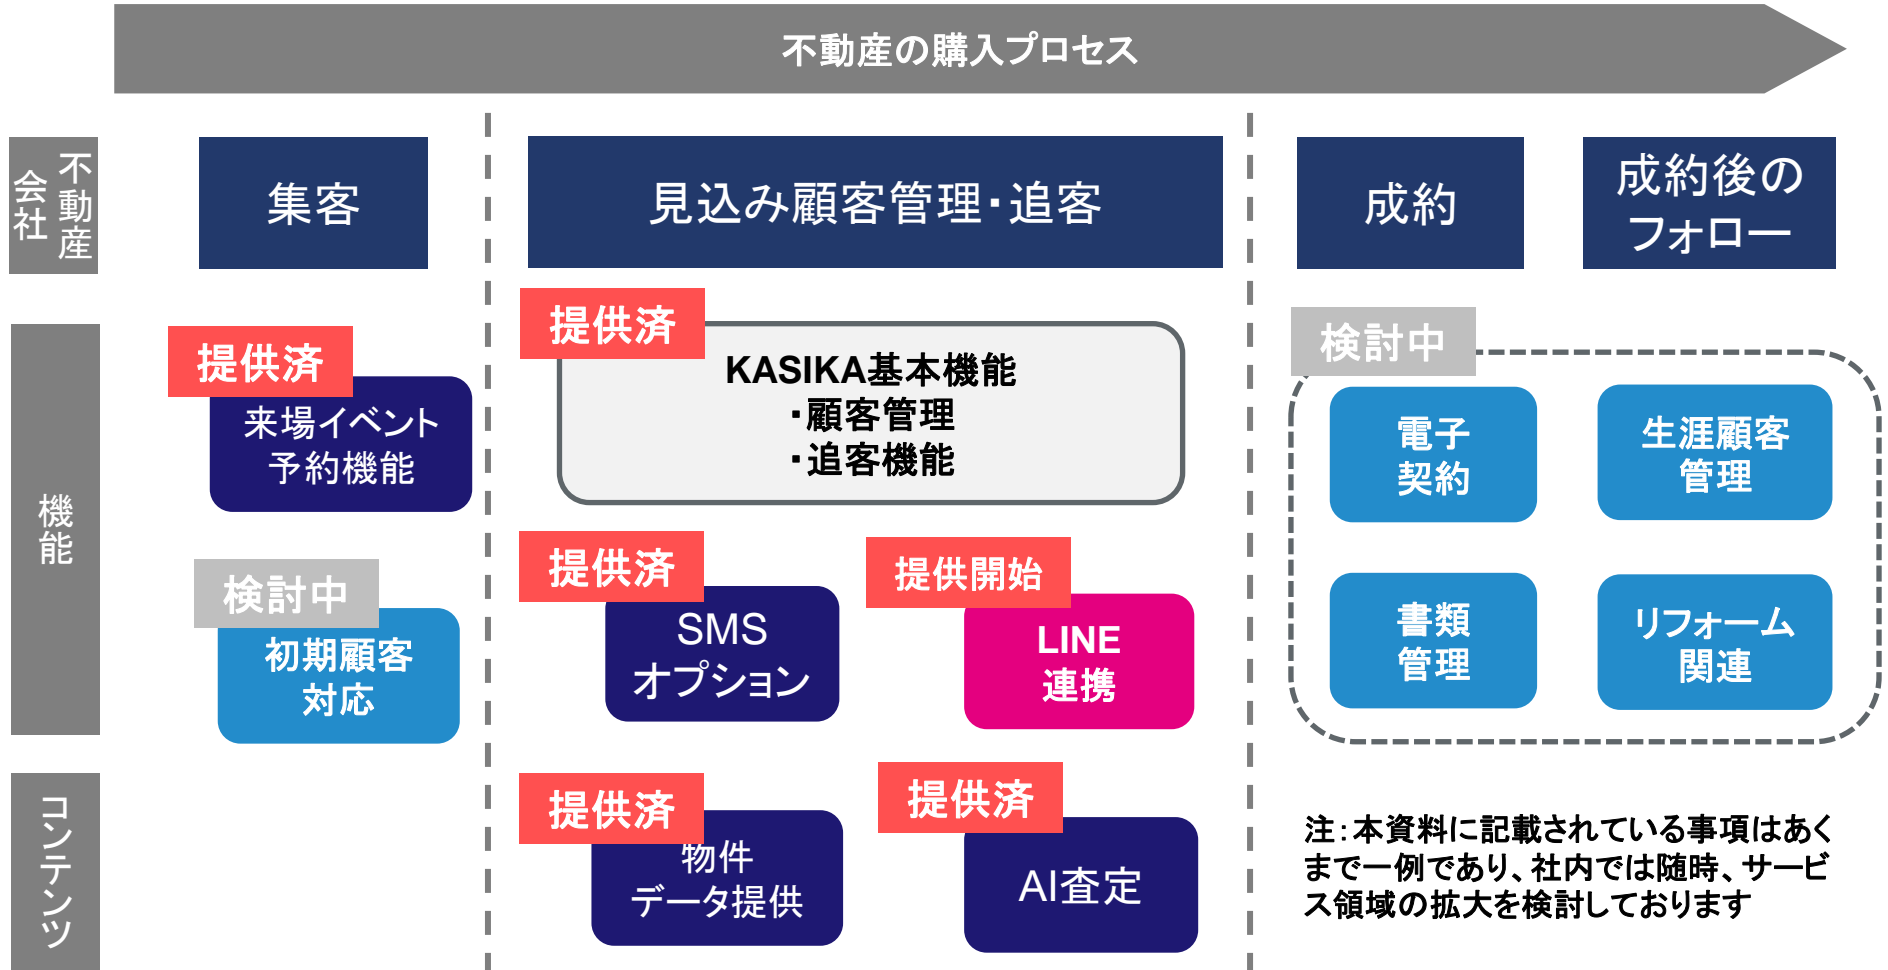 不動産の購入プロセス
不動産
会社
集客
見込み顧客管理・追客
成約
成約後の
フォロー
機能
提供済
来場イベント
予約機能
検討中
初期顧客
対応
提供済
KASIKA基本機能
・顧客管理
・追客機能
提供済
SMS
オプション
提供開始
LINE
連携
検討中
電子
契約
生涯顧客
管理
書類
管理
リフォーム
関連
コンテンツ
提供済
物件
データ提供
提供済
AI査定
注：本資料に記載されている事項はあく
まで一例であり、社内では随時、サービ
ス領域の拡大を検討しております